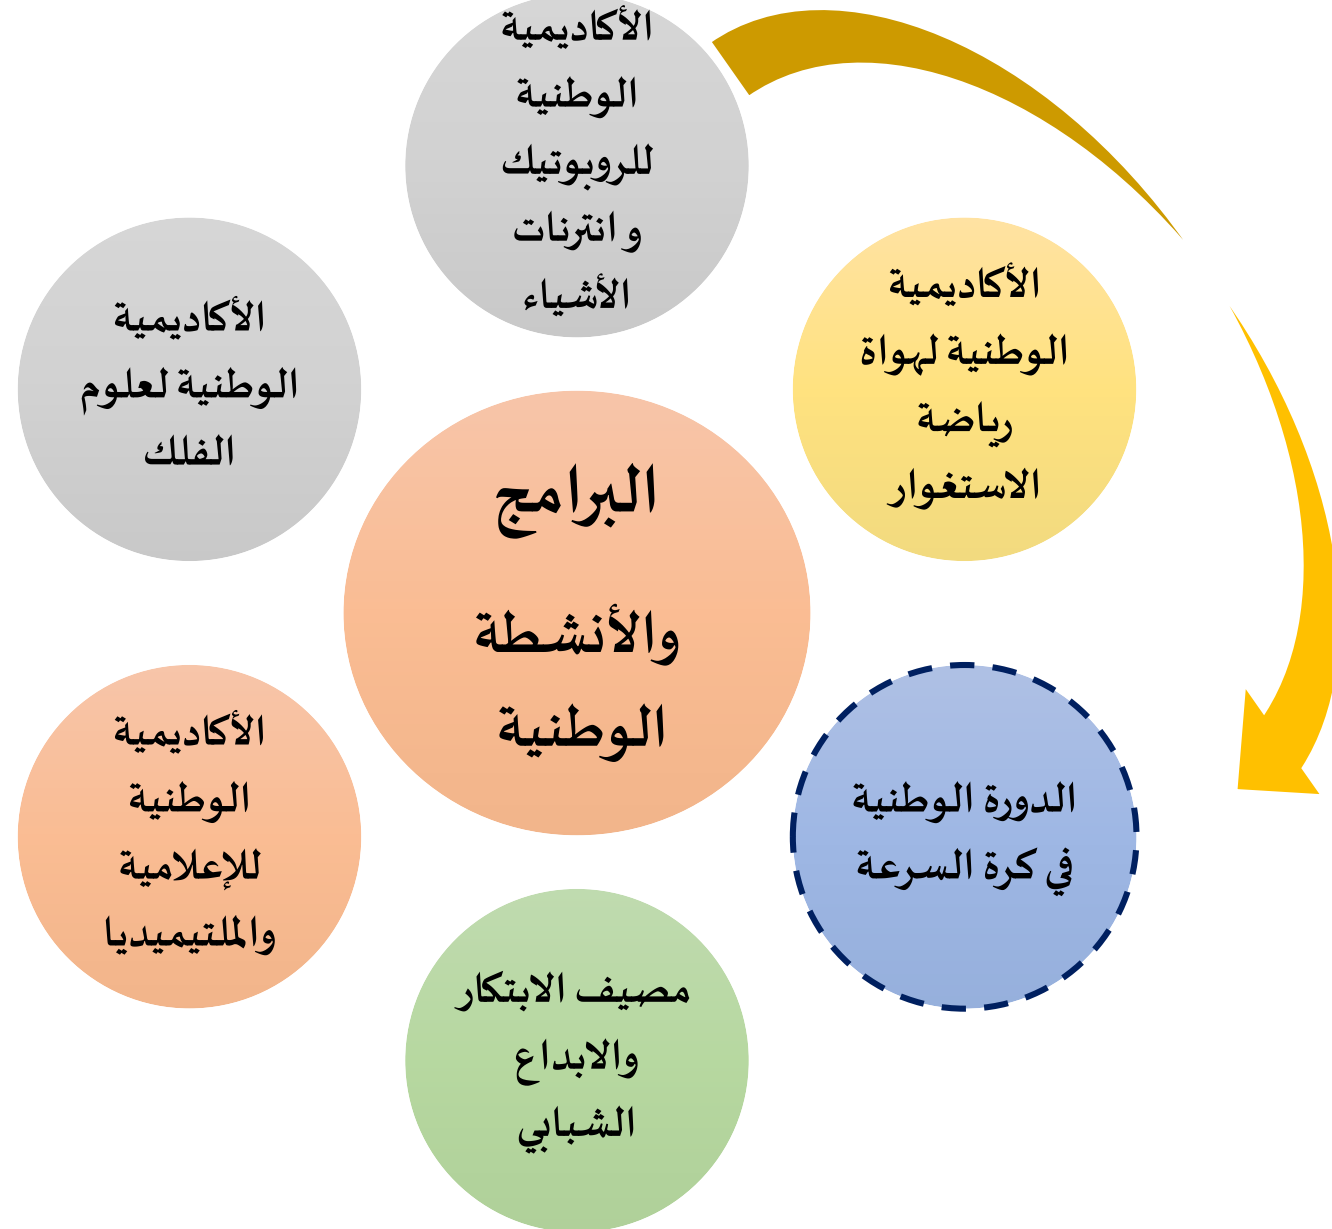 الأكاديمية
الوطنية
للروبوتيك
و انترنات
الأشياء
الأكاديمية
الوطنية لهواة
رياضة
الاستغوار
الأكاديمية
الوطنية لعلوم
الفلك
البرامج
والأنشطة
الوطنية
الدورة الوطنية
في كرة السرعة
الأكاديمية
الوطنية
للإعلامية
والملتيميديا
مصيف الابتكار
والابداع
الشبابي